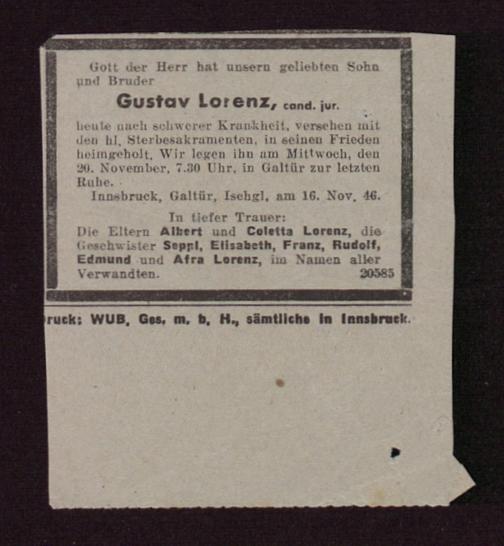 Gott der Herr hat unsern geliebten Sohn
und Bruder
Gustav Lorenz, cand. jur.
heute nach schwerer Krankheit, versehen mit
den hl. Sterbesakramenten, in seinen Frieden
heimgeholt. Wir legen ihn am Mittwoch, den
20. November, 7.30 Uhr, in Galtür zur letzten
Ruhe.
Innsbruck, Galtür, Ischgl, am 16. Nov. 46.
In tiefer Trauer:
Die Eltern Albert und Coletta Lorenz, die
Geschwister Seppl, Elisabeth, Franz, Rudolf,
Edmund und Afra Lorenz, im Namen aller
Verwandten. 20585
ruck: WUB, Ges. m. b. H., sämtliche in Innsbruck.